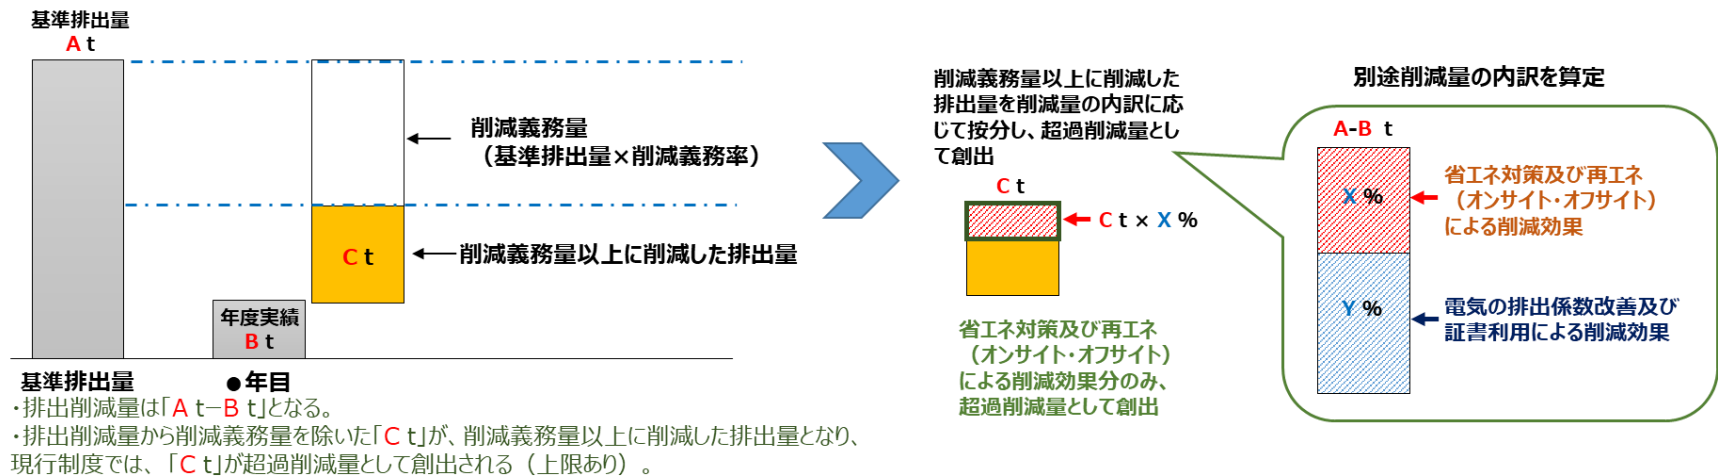 基準排出量
A t
削減義務量
（基準排出量×削減義務率）
C t
削減義務量以上に削減した排出量
年度実績
B t
基準排出量
●年目
・排出削減量は「A t－B t」となる。
・排出削減量から削減義務量を除いた「C t」が、削減義務量以上に削減した排出量となり、
現行制度では、「C t」が超過削減量として創出される（上限あり）。
削減義務量以上に削減した
排出量を削減量の内訳に応
じて按分し、超過削減量とし
て創出
C t
C t × X %
省エネ対策及び再エネ
（オンサイト・オフサイト）
による削減効果分のみ、
超過削減量として創出
別途削減量の内訳を算定
A-B t
X %
省エネ対策及び再エネ
（オンサイト・オフサイト）
による削減効果
Y %
電気の排出係数改善及び
証書利用による削減効果